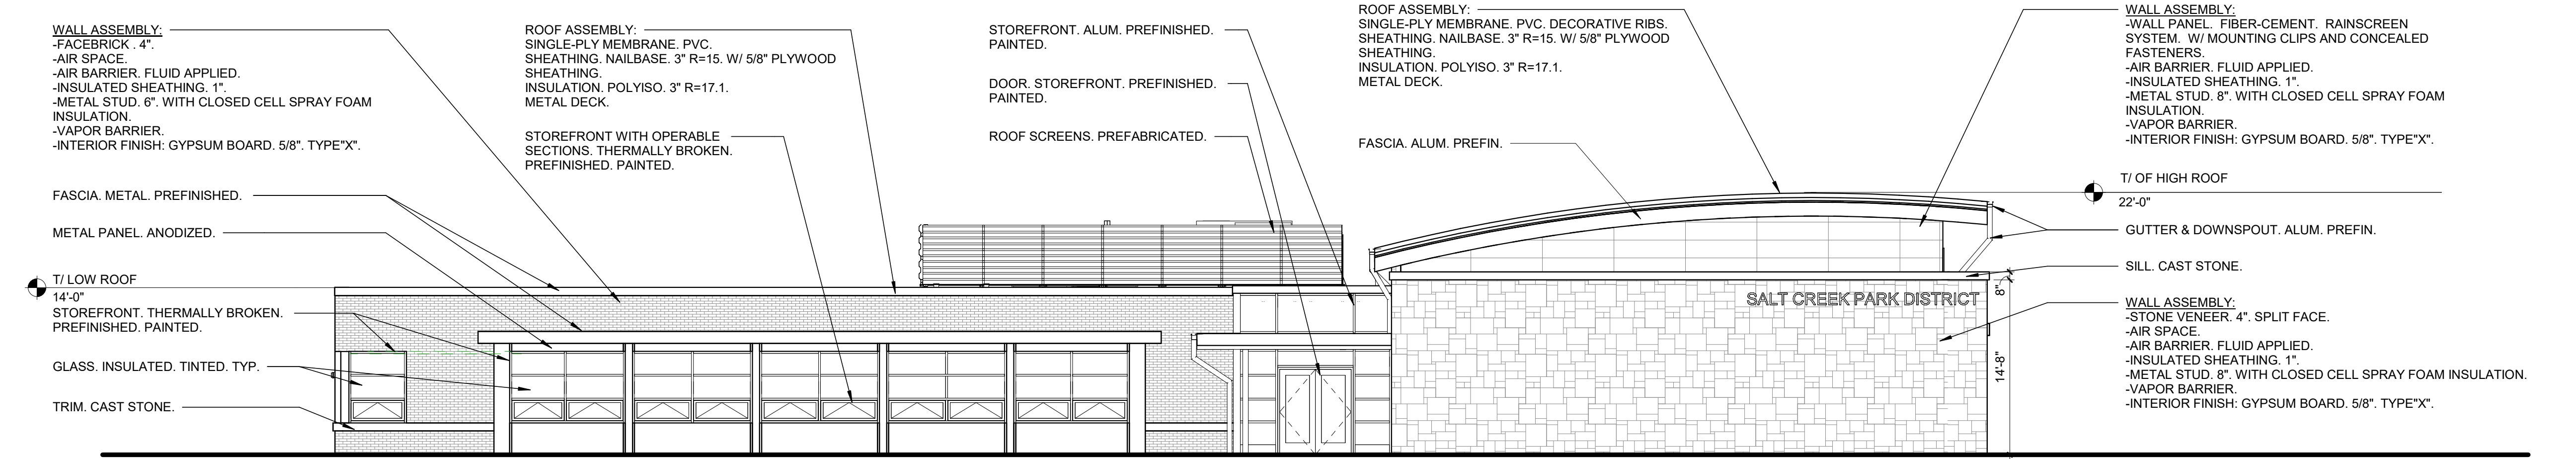 WALL ASSEMBLY:
-FACEBRICK . 4".
-AIR SPACE.
-AIR BARRIER. FLUID APPLIED.
-INSULATED SHEATHING. 1".
-METAL STUD. 6". WITH CLOSED CELL SPRAY FOAM
INSULATION.
-VAPOR BARRIER.
-INTERIOR FINISH: GYPSUM BOARD. 5/8". TYPE"X".
FASCIA. METAL. PREFINISHED.
METAL PANEL. ANODIZED.
T/ LOW ROOF
14'-0"
STOREFRONT. THERMALLY BROKEN.
PREFINISHED. PAINTED.
GLASS. INSULATED. TINTED. TYP.
TRIM. CAST STONE.
ROOF ASSEMBLY:
SINGLE-PLY MEMBRANE. PVC.
SHEATHING. NAILBASE. 3" R=15. W/ 5/8" PLYWOOD
SHEATHING.
INSULATION. POLYISO. 3" R=17.1.
METAL DECK.
STOREFRONT WITH OPERABLE
SECTIONS. THERMALLY BROKEN.
PREFINISHED. PAINTED.
STOREFRONT. ALUM. PREFINISHED.
PAINTED.
DOOR. STOREFRONT. PREFINISHED.
PAINTED.
ROOF SCREENS. PREFABRICATED.
ROOF ASSEMBLY:
SINGLE-PLY MEMBRANE. PVC. DECORATIVE RIBS.
SHEATHING. NAILBASE. 3" R=15. W/ 5/8" PLYWOOD
SHEATHING.
INSULATION. POLYISO. 3" R=17.1.
METAL DECK.
FASCIA. ALUM. PREFIN.
SALT CREEK PARK DISTRICT
WALL ASSEMBLY:
-WALL PANEL. FIBER-CEMENT. RAINSCREEN
SYSTEM. W/ MOUNTING CLIPS AND CONCEALED
FASTENERS.
-AIR BARRIER. FLUID APPLIED.
-INSULATED SHEATHING. 1".
-METAL STUD. 8". WITH CLOSED CELL SPRAY FOAM
INSULATION.
-VAPOR BARRIER.
-INTERIOR FINISH: GYPSUM BOARD. 5/8". TYPE"X".
T/ OF HIGH ROOF
22'-0"
GUTTER & DOWNSPOUT. ALUM. PREFIN.
SILL. CAST STONE.
8"
14'-8"
WALL ASSEMBLY:
-STONE VENEER. 4". SPLIT FACE.
-AIR SPACE.
-AIR BARRIER. FLUID APPLIED.
-INSULATED SHEATHING. 1".
-METAL STUD. 8". WITH CLOSED CELL SPRAY FOAM INSULATION.
-VAPOR BARRIER.
-INTERIOR FINISH: GYPSUM BOARD. 5/8". TYPE"X".